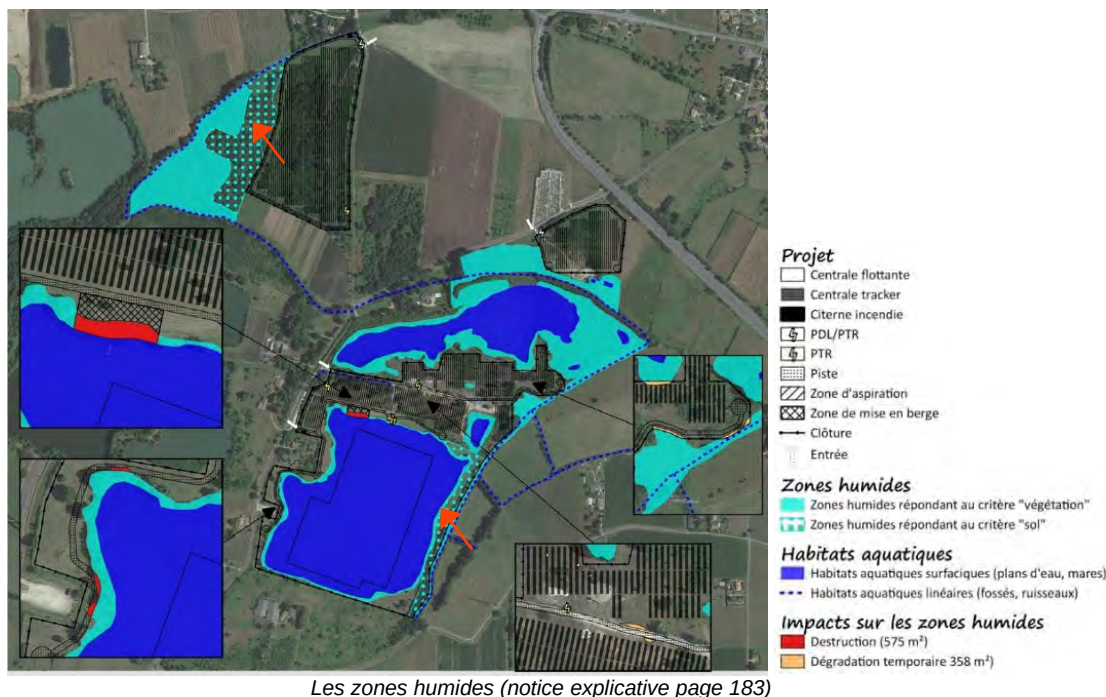 Projet
Centrale flottante
Centrale tracker
Citerne incendie
PDL/PTR
PTR
Piste
Zone d'aspiration
Zone de mise en berge
Clôture
Entrée
Zones humides
Zones humides répondant au critère "végétation"
Zones humides répondant au critère "sol"
Habitats aquatiques
Habitats aquatiques surfaciques (plans d'eau, mares)
Habitats aquatiques linéaires (fossés, ruisseaux)
Impacts sur les zones humides
Destruction (575 m²)
Dégradation temporaire 358 m²)
Les zones humides (notice explicative page 183)